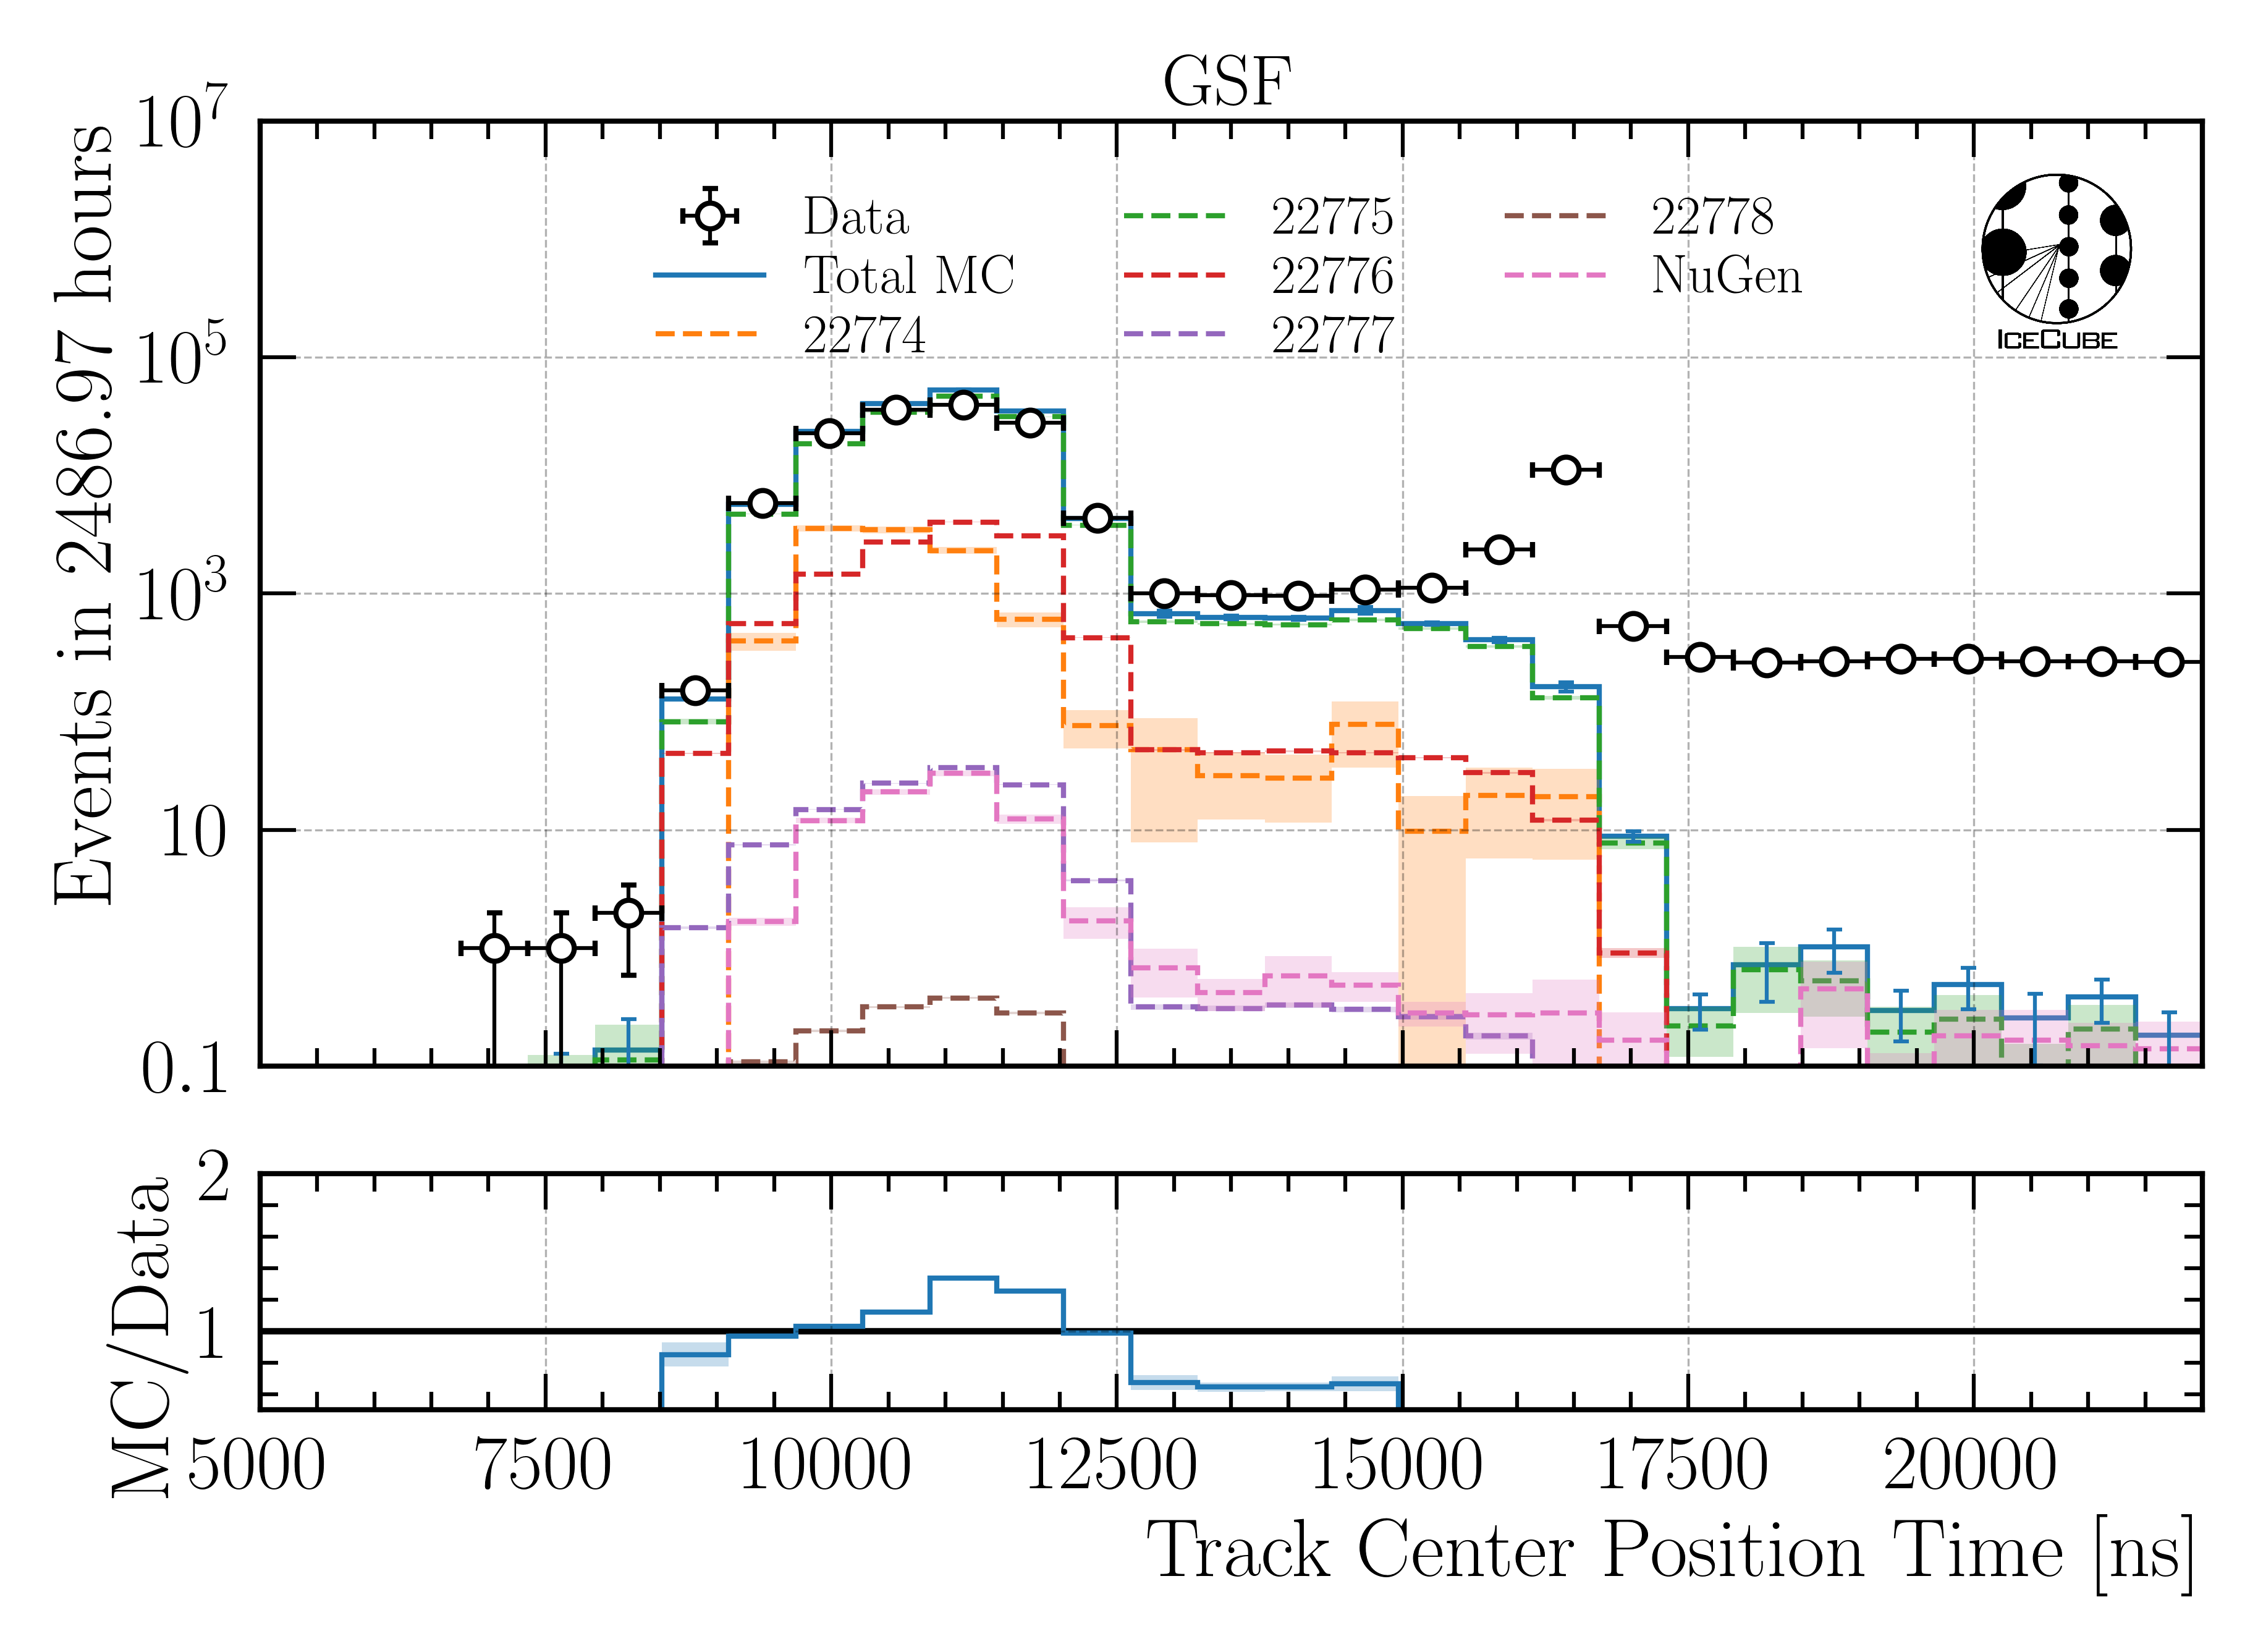 GSF
Events in 2486.97 hours
10^7
10^5
10^3
10
0.1
Data
Total MC
22774
22775
22776
22777
22778
NuGen
ICECUBE
MC/Data
2
1
5000 7500 10000 12500 15000 17500 20000
Track Center Position Time [ns]